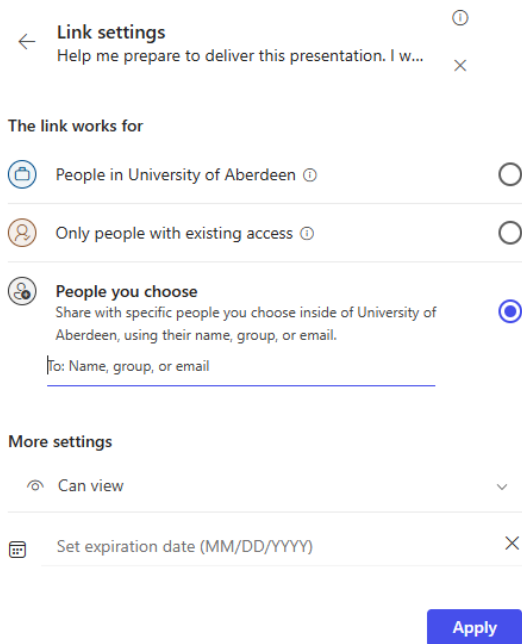 Link settings
Help me prepare to deliver this presentation. I w...
The link works for
People in University of Aberdeen
Only people with existing access
People you choose
Share with specific people you choose inside of University of
Aberdeen, using their name, group, or email.
To: Name, group, or email
More settings
Can view
Set expiration date (MM/DD/YYYY)
Apply